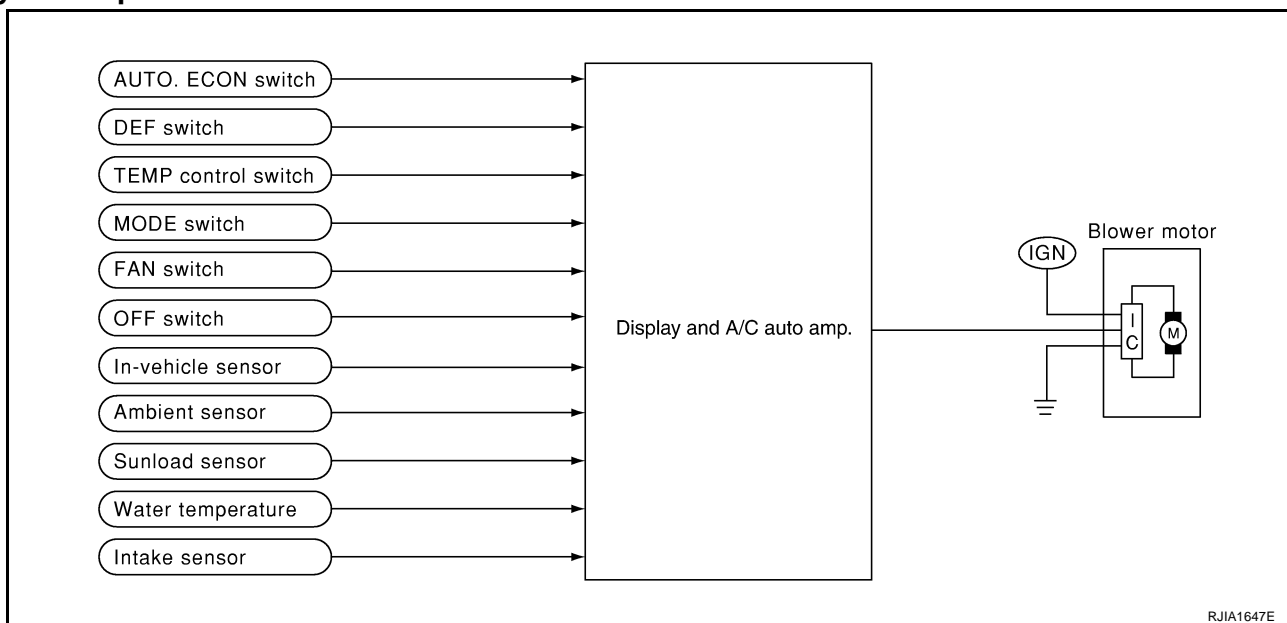 AUTO. ECON switch
DEF switch
TEMP control switch
MODE switch
FAN switch
OFF switch
In-vehicle sensor
Ambient sensor
Sunload sensor
Water temperature
Intake sensor
Display and A/C auto amp.
IGN
Blower motor
I
C
M
RJIA1647E